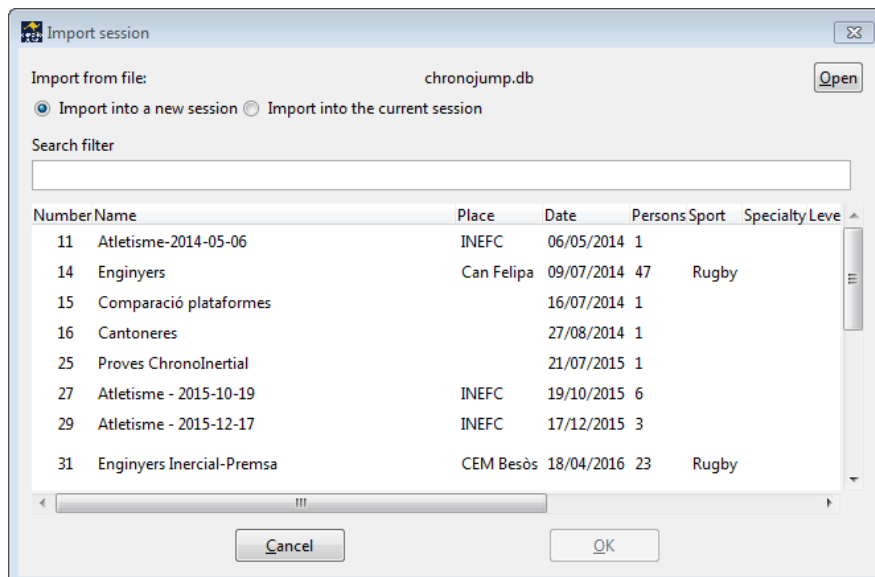 Import session
Import from file: chronojump.db Open
Import into a new session Import into the current session
Search filter
Number Name Place Date Persons Sport Specialty Leve
11 Atletisme-2014-05-06 INEFC 06/05/2014 1
14 Enginyers Can Felipa 09/07/2014 47 Rugby
15 Comparació plataformes 16/07/2014 1
16 Cantoneres 27/08/2014 1
25 Proves ChronoInertial 21/07/2015 1
27 Atletisme - 2015-10-19 INEFC 19/10/2015 6
29 Atletisme - 2015-12-17 INEFC 17/12/2015 3
31 Enginyers Inercial-Premsa CEM Besòs 18/04/2016 23 Rugby
Cancel OK